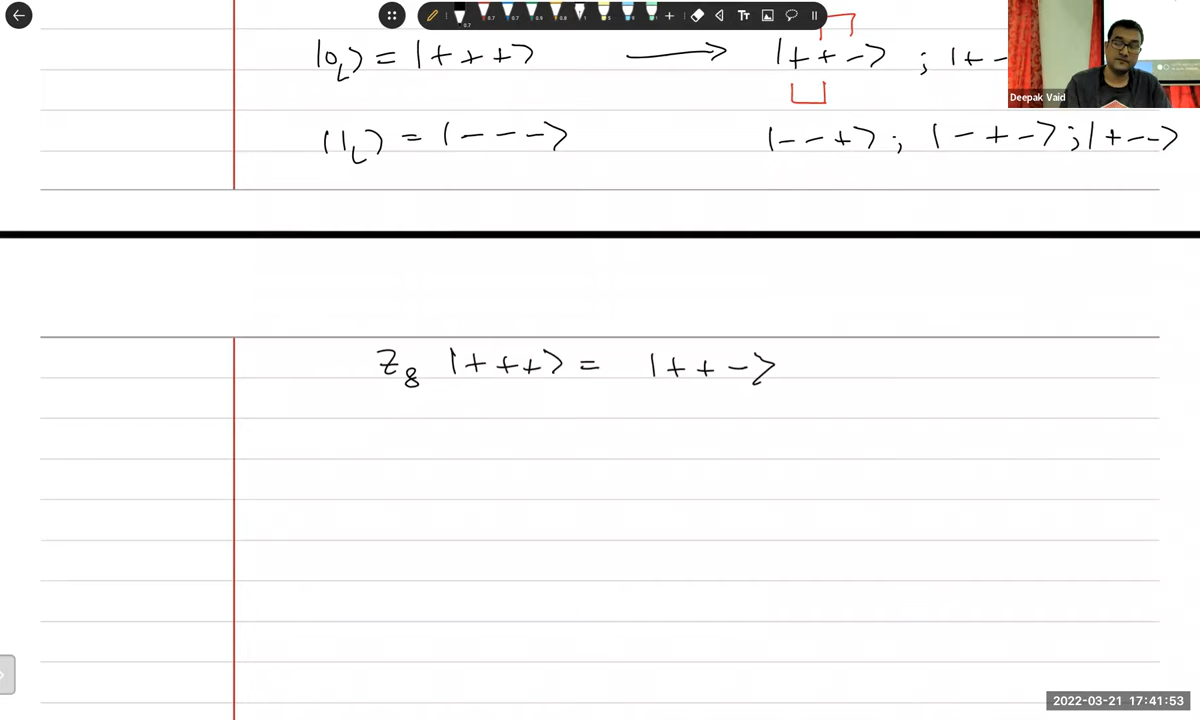 |0_L⟩ = |+ + +⟩ ⟶ |+ + −⟩ ; |+ −
|1_L⟩ = |− − −⟩ |− − +⟩ ; |− + −⟩ ; |+ − −⟩
Z_8 |+ + +⟩ = |+ + −⟩
Deepak Vaid
2022-03-21 17:41:53